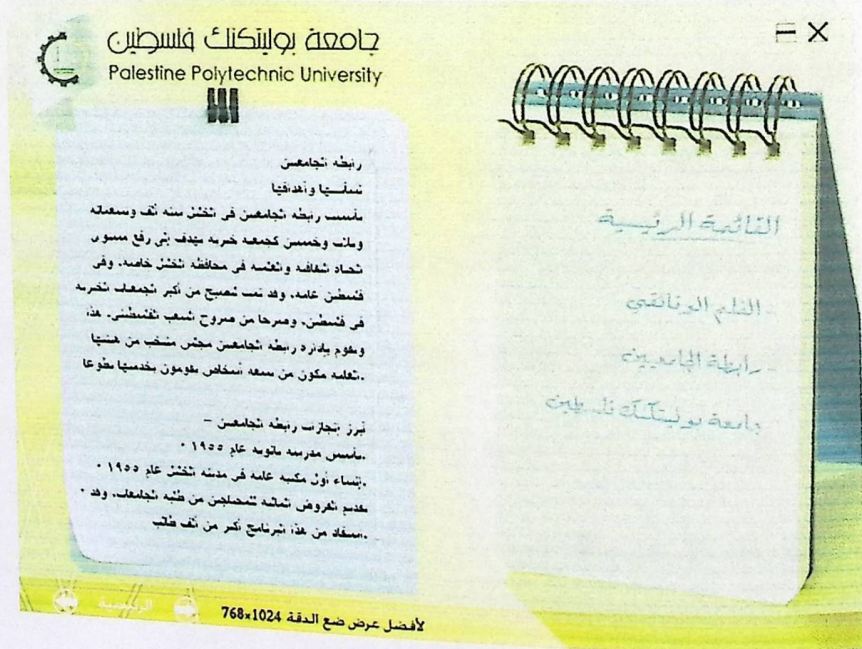 جامعة بوليتكنك فلسطين
Palestine Polytechnic University
رابطة الجامعيين
نشأتها وأهدافها
تأسست رابطة الجامعيين في الخليل سنة ألف وتسعمائة
وثلاث وخمسين كجمعية خيرية تهدف إلى رفع مستوى
الحياة الثقافية والعلمية في محافظة الخليل خاصة، وفي
فلسطين عامة، وقد نمت لتصبح من أكبر الجمعيات الخيرية
في فلسطين، وصرحا من صروح الشعب الفلسطيني، هذا
ويقوم بإدارة رابطة الجامعيين مجلس منتخب من هيئتها
.العامة مكون من تسعة أشخاص يقومون بخدمتها تطوعا
أبرز إنجازات رابطة الجامعيين –
.تأسيس مدرسة ثانوية عام ١٩٥٥ •
.إنشاء أول مكتبة عامة في مدينة الخليل عام ١٩٥٥ •
تقديم القروض المالية للمحتاجين من طلبة الجامعات، وقد •
.استفاد من هذا البرنامج أكثر من ألف طالب
القائمة الرئيسية
- الفلم الوثائقي
- رابطة الجامعيين
جامعة بوليتكنك فلسطين
الرئيسية
لأفضل عرض ضع الدقة 1024×768